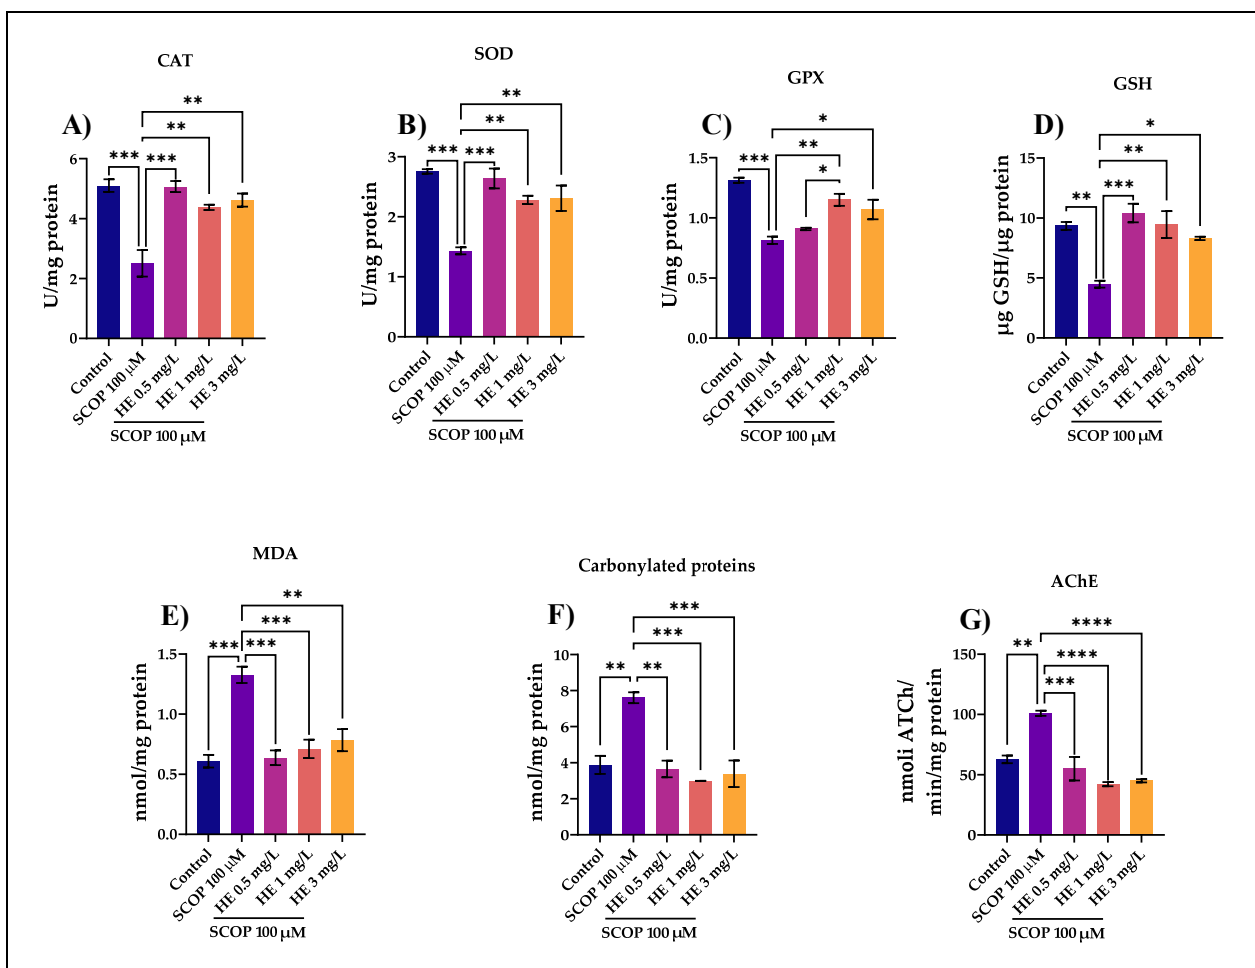 CAT
A)
**
**
***
***
U/mg protein
6
4
2
0
Control
SCOP 100 µM
HE 0.5 mg/L
HE 1 mg/L
HE 3 mg/L
SCOP 100 µM
SOD
B)
**
**
***
***
U/mg protein
3
2
1
0
Control
SCOP 100 µM
HE 0.5 mg/L
HE 1 mg/L
HE 3 mg/L
SCOP 100 µM
GPX
C)
*
**
***
*
U/mg protein
1.5
1.0
0.5
0.0
Control
SCOP 100 µM
HE 0.5 mg/L
HE 1 mg/L
HE 3 mg/L
SCOP 100 µM
GSH
D)
*
**
**
***
µg GSH/µg protein
15
10
5
0
Control
SCOP 100 µM
HE 0.5 mg/L
HE 1 mg/L
HE 3 mg/L
SCOP 100 µM
MDA
E)
**
***
***
***
nmol/mg protein
1.5
1.0
0.5
0.0
Control
SCOP 100 µM
HE 0.5 mg/L
HE 1 mg/L
HE 3 mg/L
SCOP 100 µM
Carbonylated proteins
F)
***
***
**
**
nmol/mg protein
10
8
6
4
2
0
Control
SCOP 100 µM
HE 0.5 mg/L
HE 1 mg/L
HE 3 mg/L
SCOP 100 µM
AChE
G)
****
****
**
***
nmoli ATCh/
min/mg protein
150
100
50
0
Control
SCOP 100 µM
HE 0.5 mg/L
HE 1 mg/L
HE 3 mg/L
SCOP 100 µM